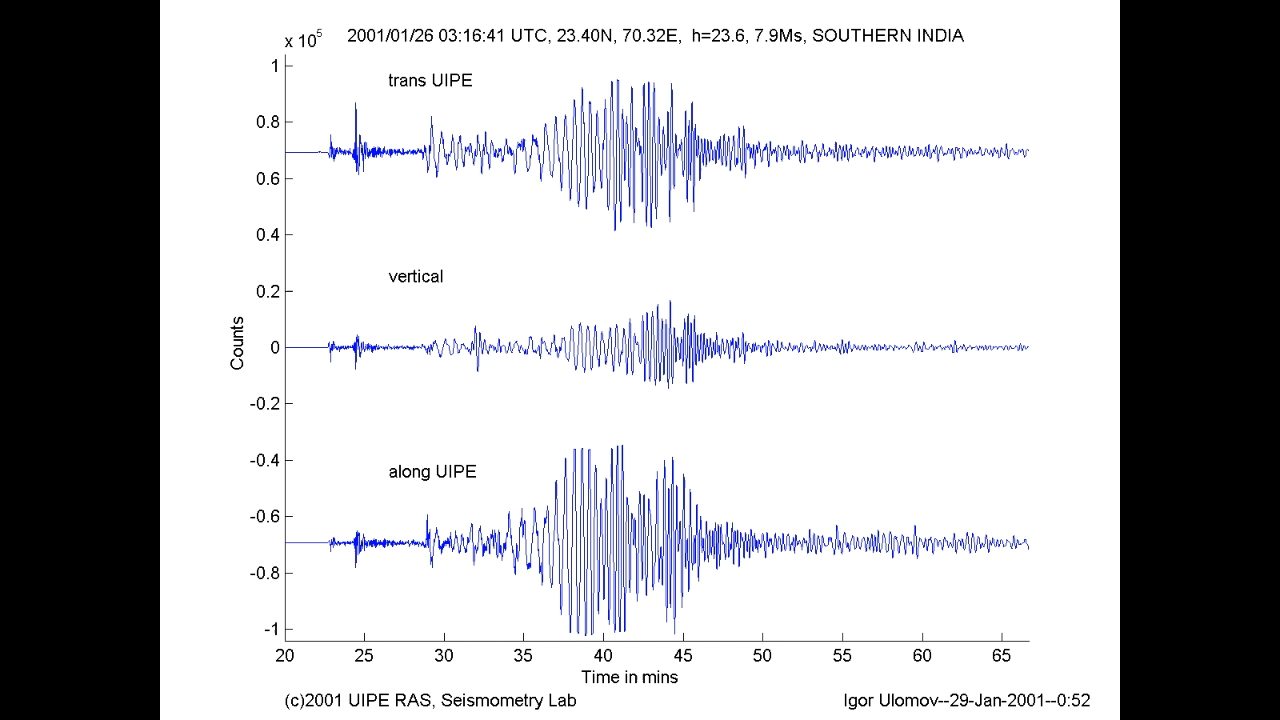 x 10^5
2001/01/26 03:16:41 UTC, 23.40N, 70.32E, h=23.6, 7.9Ms, SOUTHERN INDIA
1
trans UIPE
0.8
0.6
0.4
vertical
0.2
Counts
0
-0.2
-0.4
along UIPE
-0.6
-0.8
-1
20 25 30 35 40 45 50 55 60 65
Time in mins
(c)2001 UIPE RAS, Seismometry Lab
Igor Ulomov--29-Jan-2001--0:52